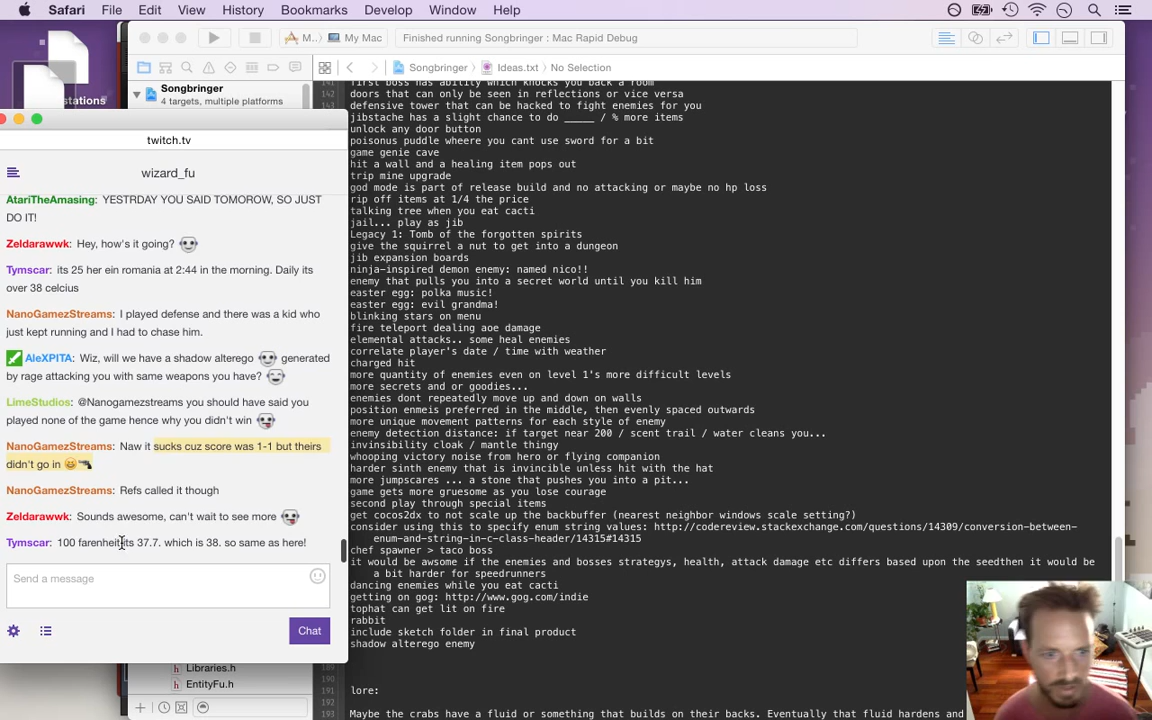 Safari File Edit View History Bookmarks Develop Window Help
stations
M... My Mac
Finished running Songbringer : Mac Rapid Debug
Songbringer Ideas.txt No Selection
Songbringer
4 targets, multiple platforms
twitch.tv
wizard_fu
AtariTheAmasing: YESTRDAY YOU SAID TOMOROW, SO JUST
DO IT!
Zeldarawwk: Hey, how's it going?
Tymscar: its 25 her ein romania at 2:44 in the morning. Daily its
over 38 celcius
NanoGamezStreams: I played defense and there was a kid who
just kept running and I had to chase him.
AleXPITA: Wiz, will we have a shadow alterego generated
by rage attacking you with same weapons you have?
LimeStudios: @Nanogamezstreams you should have said you
played none of the game hence why you didn't win
NanoGamezStreams: Naw it sucks cuz score was 1-1 but theirs
didn't go in
NanoGamezStreams: Refs called it though
Zeldarawwk: Sounds awesome, can't wait to see more
Tymscar: 100 farenheit its 37.7. which is 38. so same as here!
Send a message
Chat
Libraries.h
EntityFu.h
141 first boss has ability which knocks you back a room
142 doors that can only be seen in reflections or vice versa
143 defensive tower that can be hacked to fight enemies for you
jibstache has a slight chance to do _____ / % more items
unlock any door button
poisonus puddle wheere you cant use sword for a bit
game genie cave
hit a wall and a healing item pops out
trip mine upgrade
god mode is part of release build and no attacking or maybe no hp loss
rip off items at 1/4 the price
talking tree when you eat cacti
jail... play as jib
Legacy 1: Tomb of the forgotten spirits
give the squirrel a nut to get into a dungeon
jib expansion boards
ninja-inspired demon enemy: named nico!!
enemy that pulls you into a secret world until you kill him
easter egg: polka music!
easter egg: evil grandma!
blinking stars on menu
fire teleport dealing aoe damage
elemental attacks.. some heal enemies
correlate player's date / time with weather
charged hit
more quantity of enemies even on level 1's more difficult levels
more secrets and or goodies...
enemies dont repeatedly move up and down on walls
position enmeis preferred in the middle, then evenly spaced outwards
more unique movement patterns for each style of enemy
enemy detection distance: if target near 200 / scent trail / water cleans you...
invincibility cloak / mantle thingy
whooping victory noise from hero or flying companion
harder sinth enemy that is invincible unless hit with the hat
more jumpscares ... a stone that pushes you into a pit...
game gets more gruesome as you lose courage
second play through special items
get cocos2dx to not scale up the backbuffer (nearest neighbor windows scale setting?)
consider using this to specify enum string values: http://codereview.stackexchange.com/questions/14309/conversion-between-
enum-and-string-in-c-class-header/14315#14315
chef spawner > taco boss
it would be awsome if the enemies and bosses strategys, health, attack damage etc differs based upon the seedthen it would be
a bit harder for speedrunners
dancing enemies while you eat cacti
getting on gog: http://www.gog.com/indie
tophat can get lit on fire
rabbit
include sketch folder in final product
shadow alterego enemy
190
191 lore:
192
193 Maybe the crabs have a fluid or something that builds on their backs. Eventually that fluid hardens and